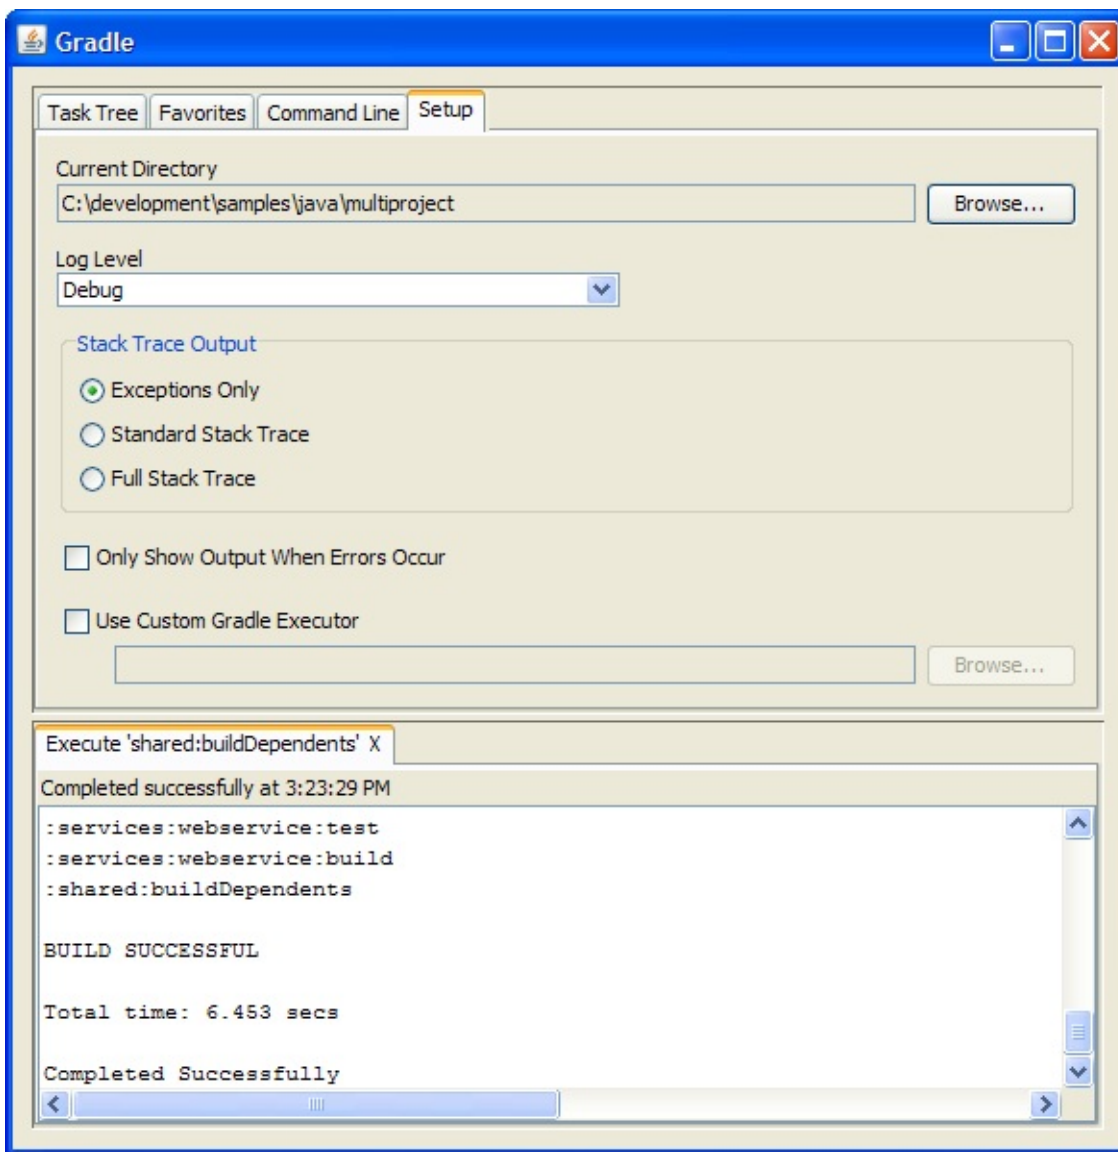 Gradle
Task Tree Favorites Command Line Setup
Current Directory
C:\development\samples\java\multiproject Browse...
Log Level
Debug
Stack Trace Output
Exceptions Only
Standard Stack Trace
Full Stack Trace
Only Show Output When Errors Occur
Use Custom Gradle Executor
Browse...
Execute 'shared:buildDependents' X
Completed successfully at 3:23:29 PM
:services:webservice:test
:services:webservice:build
:shared:buildDependents
BUILD SUCCESSFUL
Total time: 6.453 secs
Completed Successfully